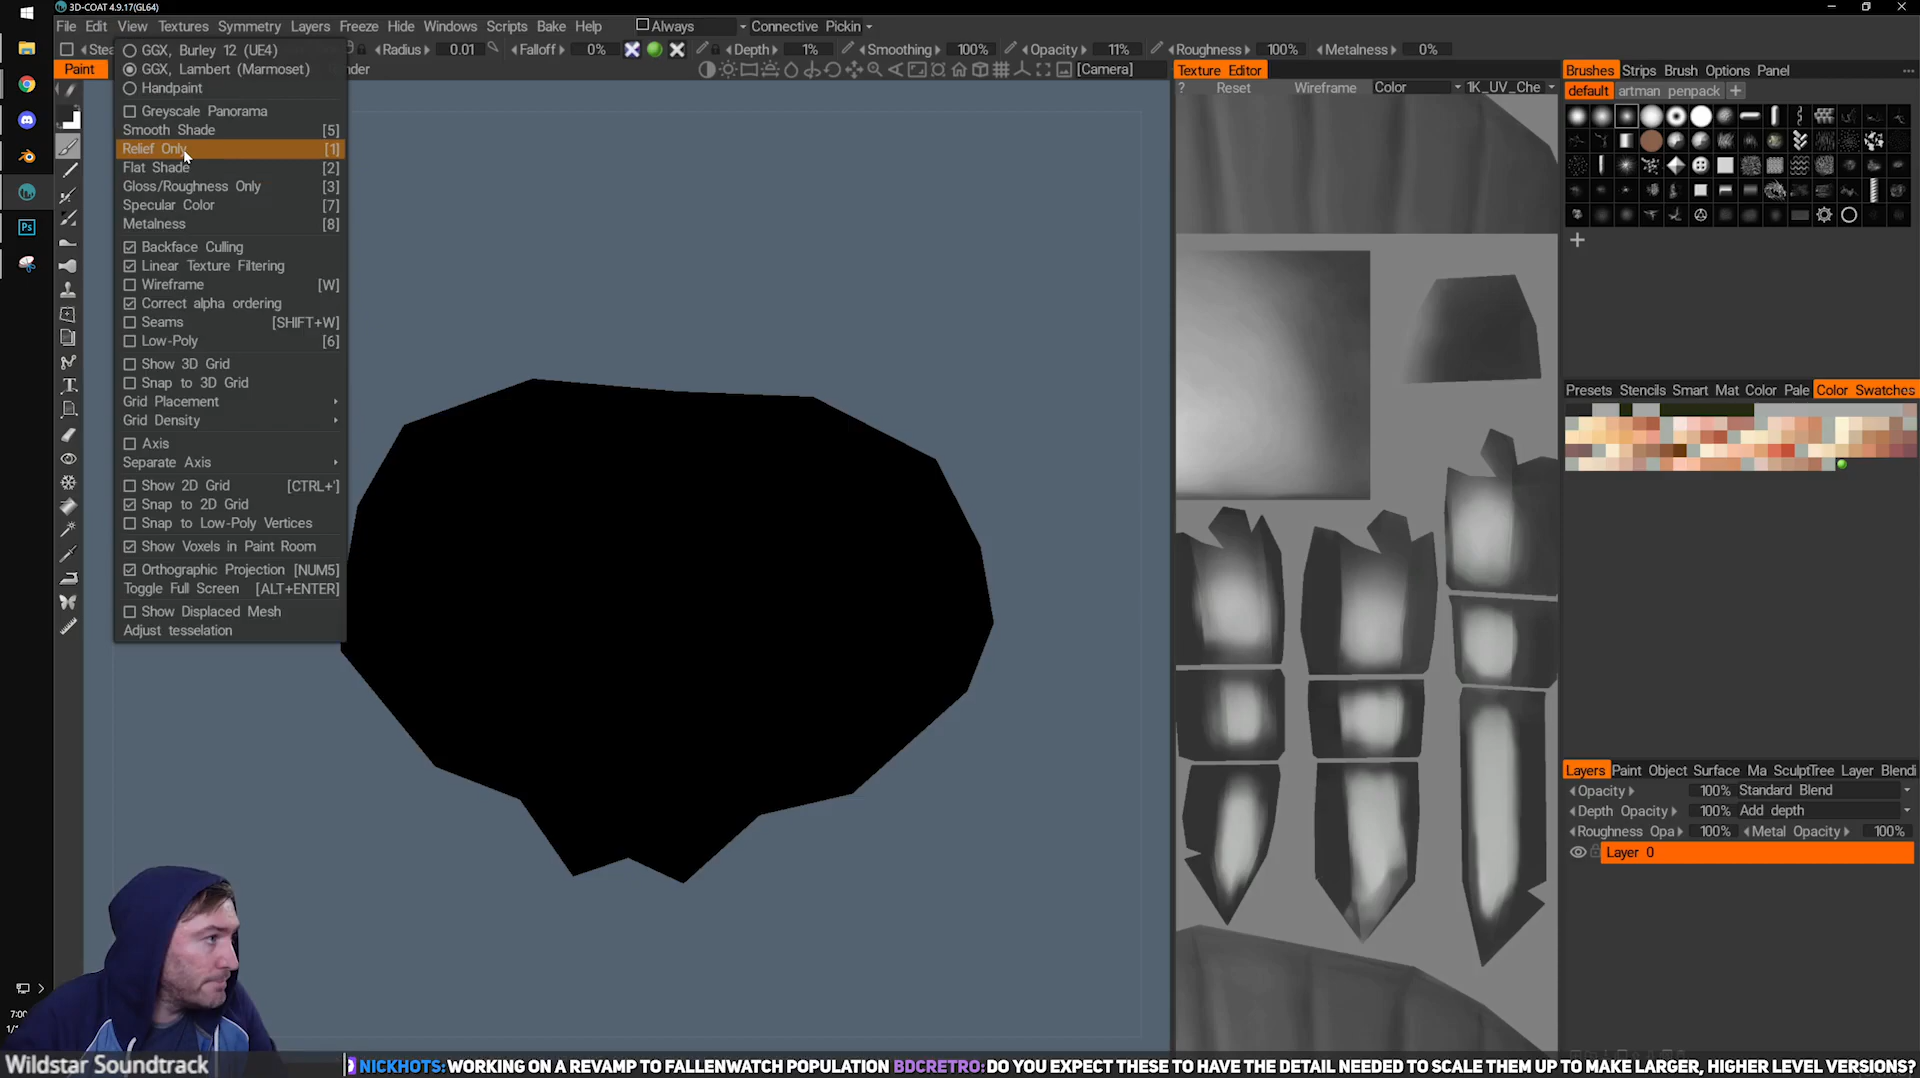 3D-COAT 4.9.17(GL64)
File Edit View Textures Symmetry Layers Freeze Hide Windows Scripts Bake Help Always Connective Pickin
Radius 0.01 Falloff 0% Depth 1% Smoothing 100% Opacity 11% Roughness 100% Metalness 0%
Paint
[Camera]
GGX, Burley 12 (UE4)
GGX, Lambert (Marmoset)
Handpaint
Greyscale Panorama
Smooth Shade [5]
Relief Only [1]
Flat Shade [2]
Gloss/Roughness Only [3]
Specular Color [7]
Metalness [8]
Backface Culling
Linear Texture Filtering
Wireframe [W]
Correct alpha ordering
Seams [SHIFT+W]
Low-Poly [6]
Show 3D Grid
Snap to 3D Grid
Grid Placement
Grid Density
Axis
Separate Axis
Show 2D Grid [CTRL+']
Snap to 2D Grid
Snap to Low-Poly Vertices
Show Voxels in Paint Room
Orthographic Projection [NUM5]
Toggle Full Screen [ALT+ENTER]
Show Displaced Mesh
Adjust tesselation
Texture Editor
? Reset Wireframe Color 1K_UV_Che
Brushes Strips Brush Options Panel
default artman penpack +
Presets Stencils Smart Mat Color Pale Color Swatches
Layers Paint Object Surface Ma SculptTree Layer Blendi
Opacity 100% Standard Blend
Depth Opacity 100% Add depth
Roughness Opa 100% Metal Opacity 100%
Layer 0
Ps
7:00
Wildstar Soundtrack
NICKHOTS: WORKING ON A REVAMP TO FALLENWATCH POPULATION BDCRETRO: DO YOU EXPECT THESE TO HAVE THE DETAIL NEEDED TO SCALE THEM UP TO MAKE LARGER, HIGHER LEVEL VERSIONS?